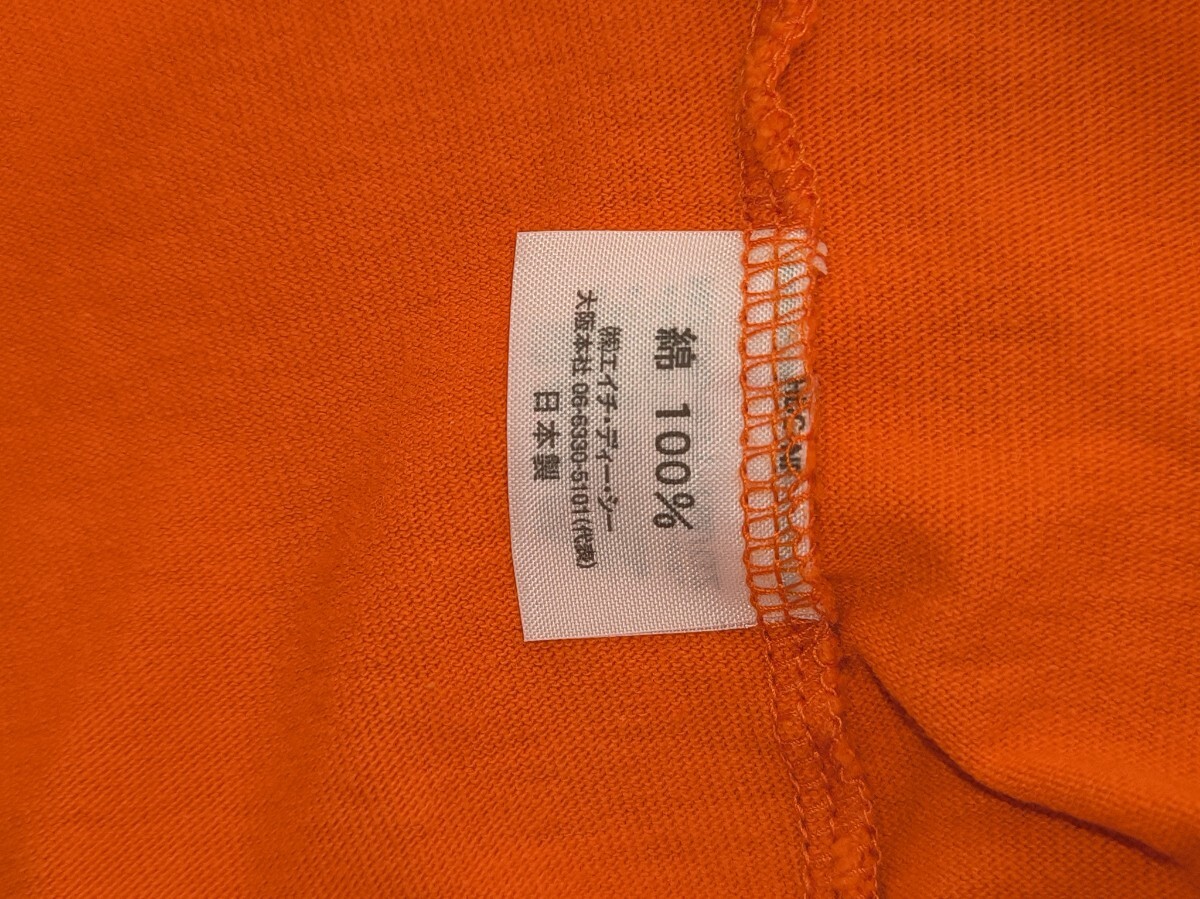 綿 100%
㈱エイチ・ディー・シー
大阪本社 06-6330-5101(代表)
日本製